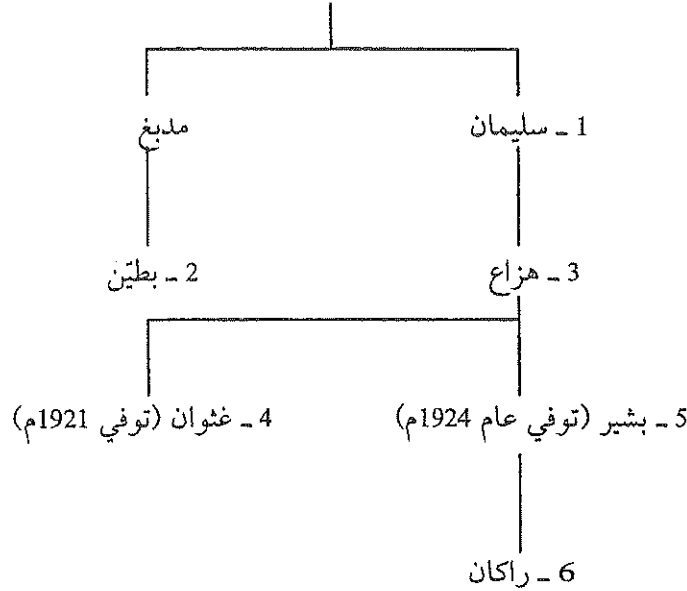 1 ـ سليمان
مدبغ
3 ـ هزاع
2 ـ بطيّن
5 ـ بشير (توفي عام 1924م)
4 ـ غثوان (توفي 1921م)
6 ـ راكان